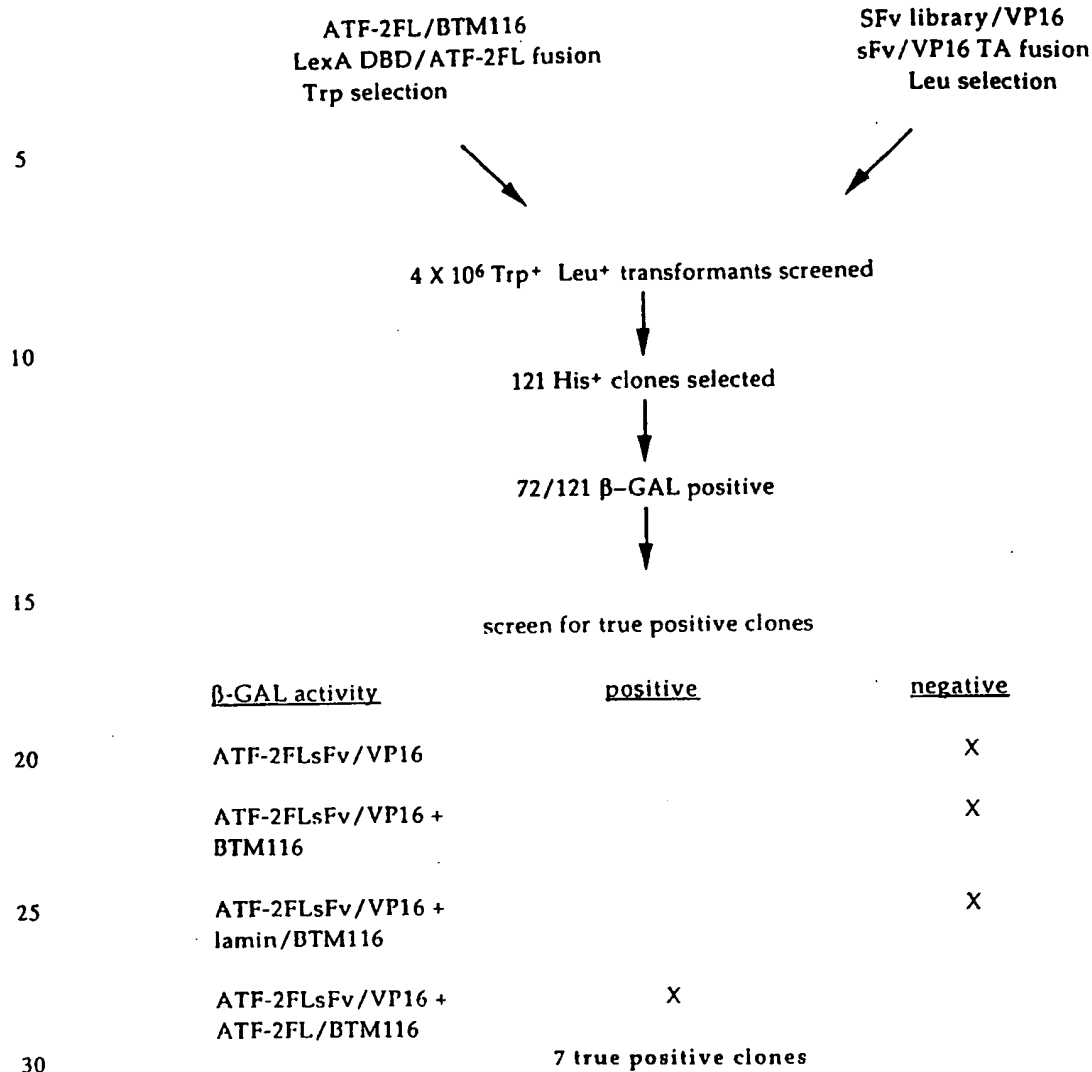 ATF-2FL/BTM116
LexA DBD/ATF-2FL fusion
Trp selection
SFv library/VP16
sFv/VP16 TA fusion
Leu selection
5
4 X 10⁶ Trp⁺ Leu⁺ transformants screened
10
121 His⁺ clones selected
72/121 β–GAL positive
15
screen for true positive clones
β-GAL activity positive negative
20 ATF-2FLsFv/VP16 X
ATF-2FLsFv/VP16 + X
BTM116
25 ATF-2FLsFv/VP16 + X
lamin/BTM116
ATF-2FLsFv/VP16 + X
ATF-2FL/BTM116
30 7 true positive clones